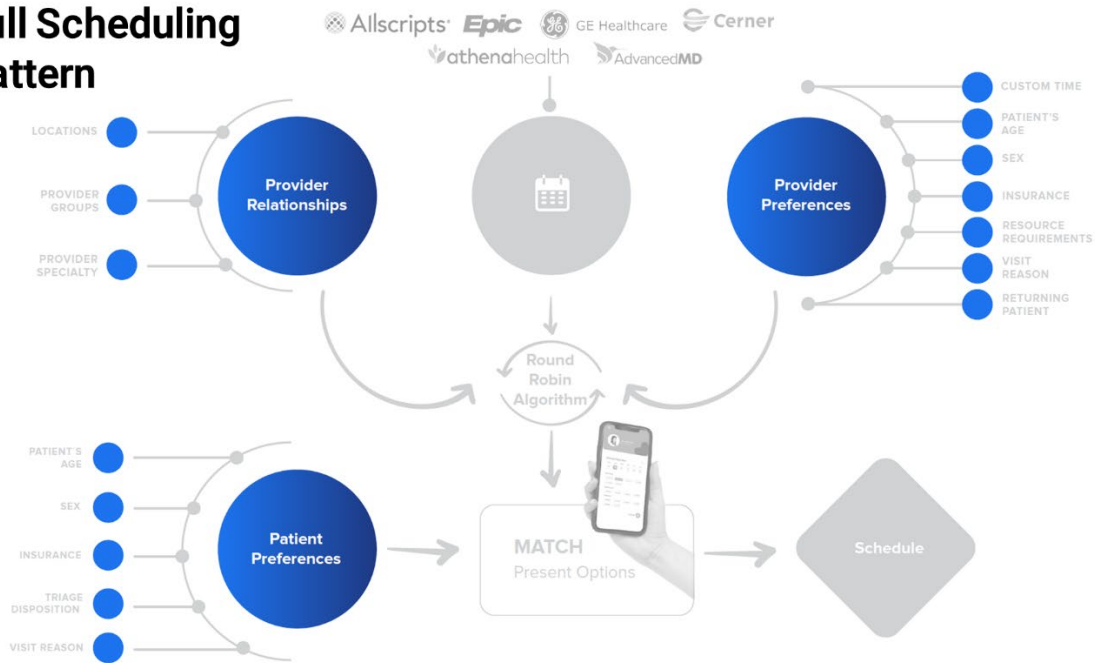 ull Scheduling
attern
Allscripts
Epic
GE Healthcare
Cerner
athenahealth
AdvancedMD
LOCATIONS
PROVIDER
GROUPS
PROVIDER
SPECIALTY
Provider
Relationships
Provider
Preferences
CUSTOM TIME
PATIENT'S
AGE
SEX
INSURANCE
RESOURCE
REQUIREMENTS
VISIT
REASON
RETURNING
PATIENT
Round
Robin
Algorithm
PATIENT'S
AGE
SEX
INSURANCE
TRIAGE
DISPOSITION
VISIT REASON
Patient
Preferences
MATCH
Present Options
Schedule